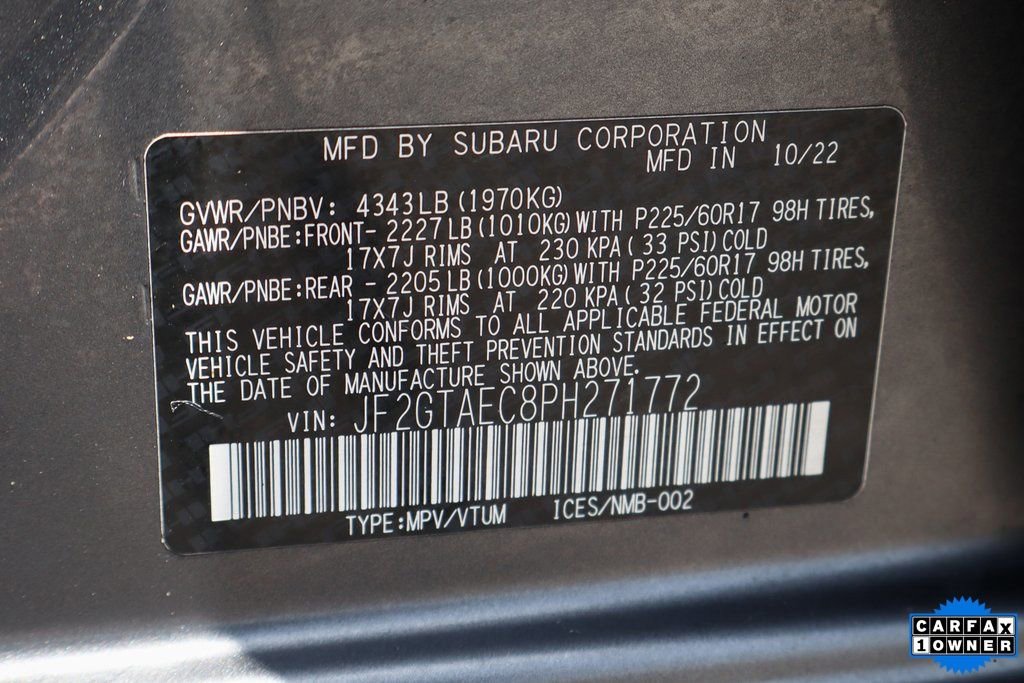 MFD BY SUBARU CORPORATION
MFD IN 10/22
GVWR/PNBV: 4343LB (1970KG)
GAWR/PNBE:FRONT- 2227 LB (1010KG) WITH P225/60R17 98H TIRES,
17X7J RIMS AT 230 KPA ( 33 PSI) COLD
GAWR/PNBE:REAR - 2205 LB (1000KG) WITH P225/60R17 98H TIRES,
17X7J RIMS AT 220 KPA ( 32 PSI) COLD
THIS VEHICLE CONFORMS TO ALL APPLICABLE FEDERAL MOTOR
VEHICLE SAFETY AND THEFT PREVENTION STANDARDS IN EFFECT ON
THE DATE OF MANUFACTURE SHOWN ABOVE.
VIN: JF2GTAEC8PH271772
TYPE:MPV/VTUM ICES/NMB-002
CARFAX
1 OWNER